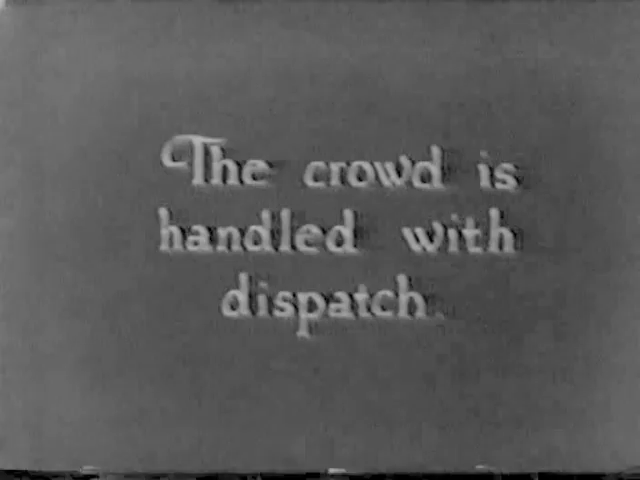 The crowd is
handled with
dispatch.